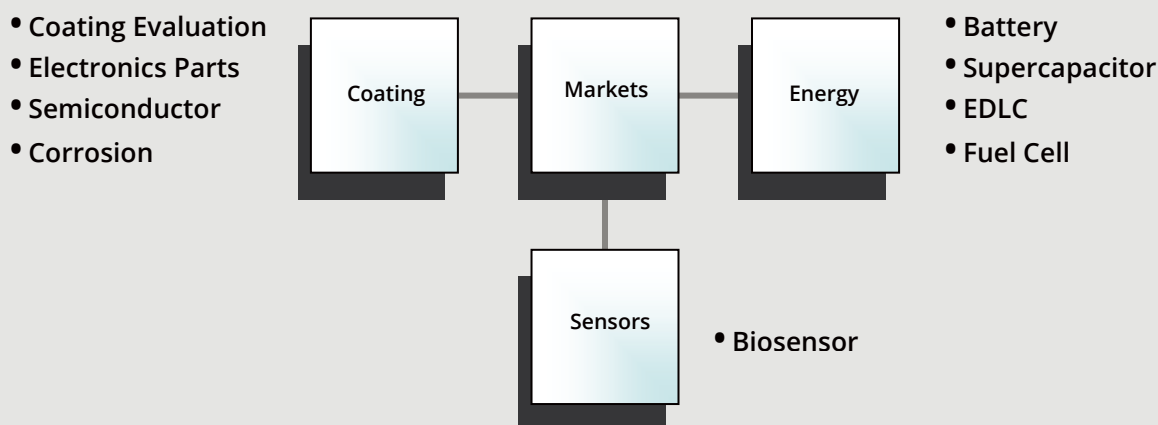 • Coating Evaluation
• Electronics Parts
• Semiconductor
• Corrosion
Coating
Markets
Energy
• Battery
• Supercapacitor
• EDLC
• Fuel Cell
Sensors
• Biosensor